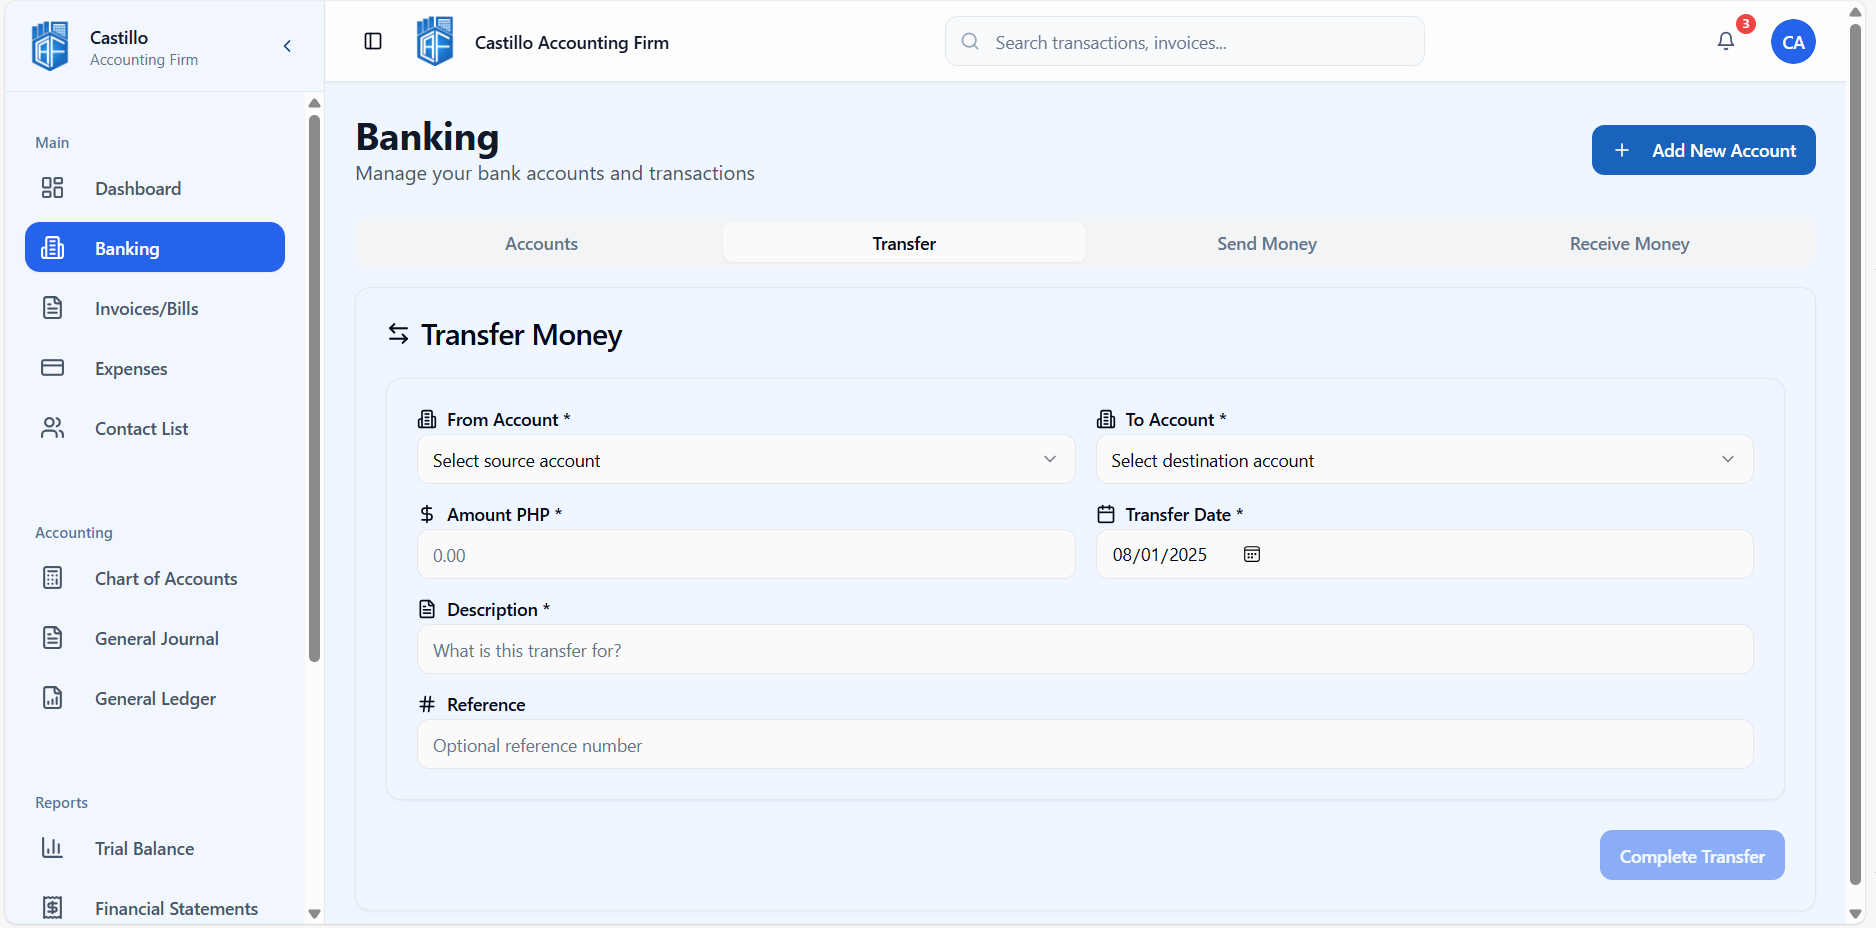 Castillo
Accounting Firm
Main
Dashboard
Banking
Invoices/Bills
Expenses
Contact List
Accounting
Chart of Accounts
General Journal
General Ledger
Reports
Trial Balance
Financial Statements
Castillo Accounting Firm
Search transactions, invoices...
3
CA
Banking
Manage your bank accounts and transactions
+ Add New Account
Accounts
Transfer
Send Money
Receive Money
Transfer Money
From Account *
Select source account
To Account *
Select destination account
$ Amount PHP *
0.00
Transfer Date *
08/01/2025
Description *
What is this transfer for?
# Reference
Optional reference number
Complete Transfer